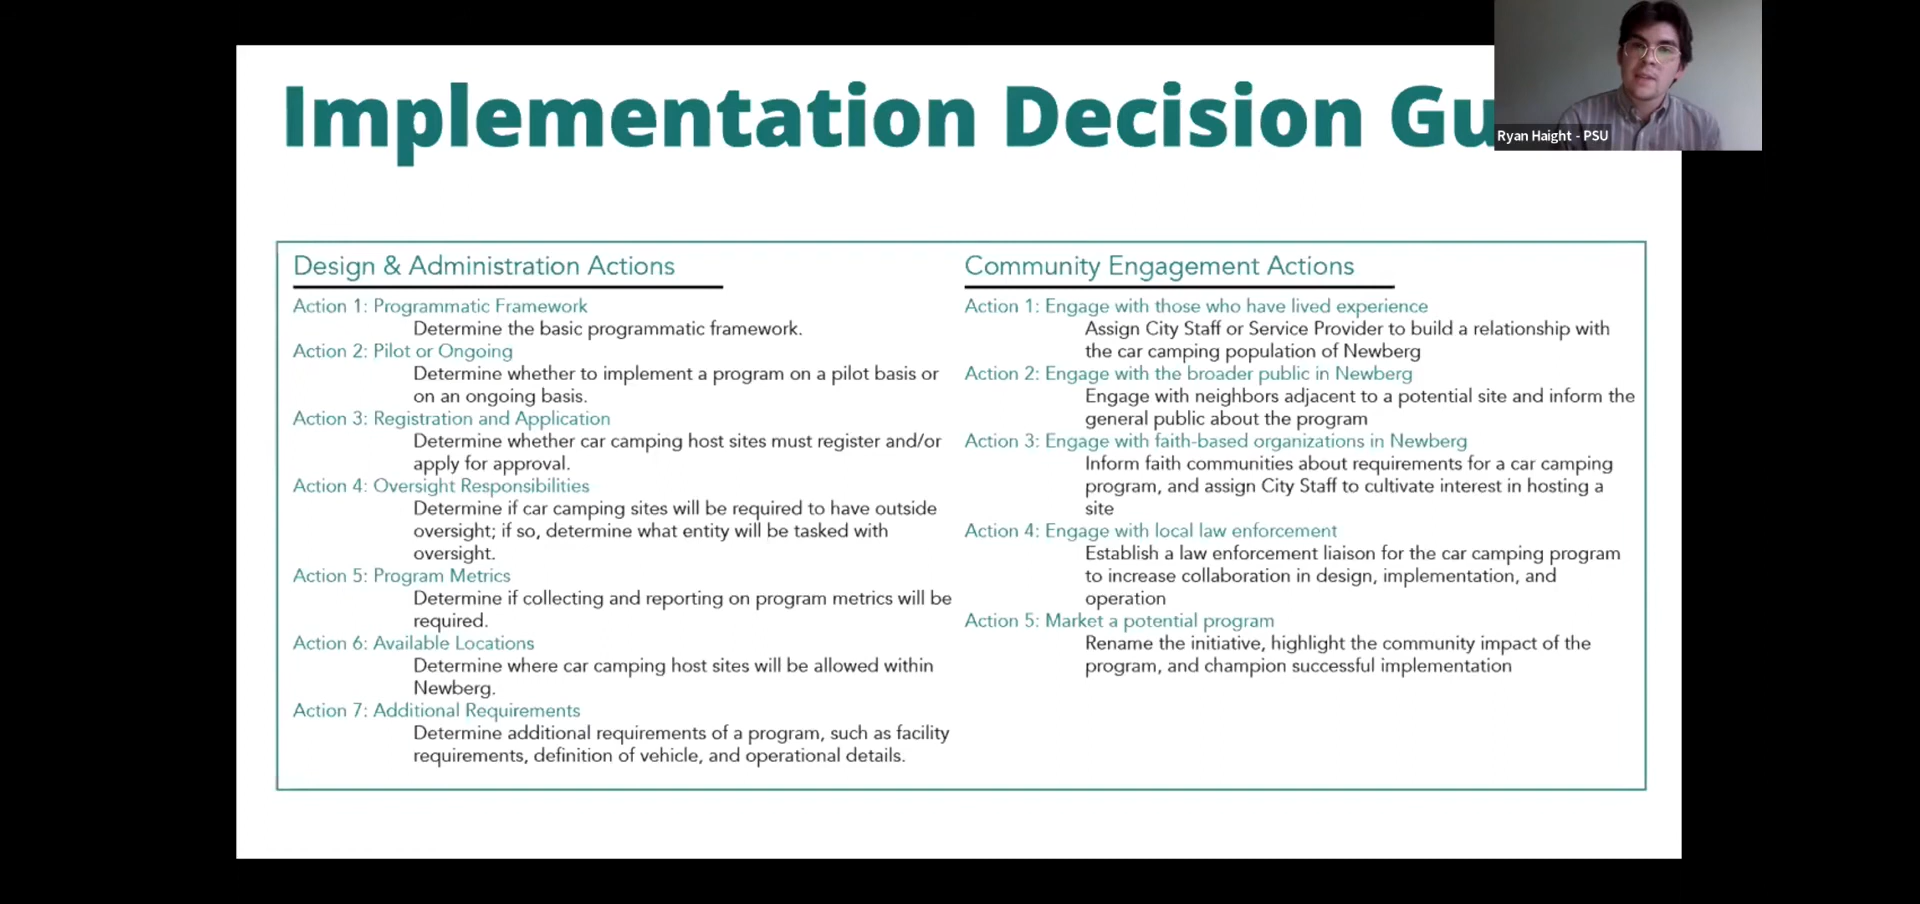 Implementation Decision Gu
Ryan Haight - PSU
Design & Administration Actions
Action 1: Programmatic Framework
Determine the basic programmatic framework.
Action 2: Pilot or Ongoing
Determine whether to implement a program on a pilot basis or
on an ongoing basis.
Action 3: Registration and Application
Determine whether car camping host sites must register and/or
apply for approval.
Action 4: Oversight Responsibilities
Determine if car camping sites will be required to have outside
oversight; if so, determine what entity will be tasked with
oversight.
Action 5: Program Metrics
Determine if collecting and reporting on program metrics will be
required.
Action 6: Available Locations
Determine where car camping host sites will be allowed within
Newberg.
Action 7: Additional Requirements
Determine additional requirements of a program, such as facility
requirements, definition of vehicle, and operational details.
Community Engagement Actions
Action 1: Engage with those who have lived experience
Assign City Staff or Service Provider to build a relationship with
the car camping population of Newberg
Action 2: Engage with the broader public in Newberg
Engage with neighbors adjacent to a potential site and inform the
general public about the program
Action 3: Engage with faith-based organizations in Newberg
Inform faith communities about requirements for a car camping
program, and assign City Staff to cultivate interest in hosting a
site
Action 4: Engage with local law enforcement
Establish a law enforcement liaison for the car camping program
to increase collaboration in design, implementation, and
operation
Action 5: Market a potential program
Rename the initiative, highlight the community impact of the
program, and champion successful implementation